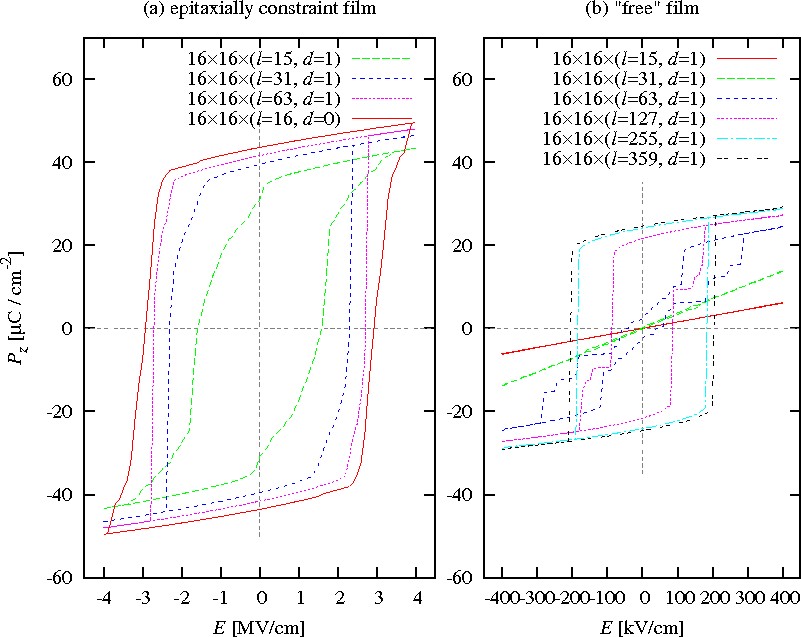 (a) epitaxially constraint film
(b) "free" film
16×16×(l=15, d=1)
16×16×(l=31, d=1)
16×16×(l=63, d=1)
16×16×(l=16, d=0)
16×16×(l=15, d=1)
16×16×(l=31, d=1)
16×16×(l=63, d=1)
16×16×(l=127, d=1)
16×16×(l=255, d=1)
16×16×(l=359, d=1)
P_z [μC / cm^-2]
60
40
20
0
-20
-40
-60
-4 -3 -2 -1 0 1 2 3 4
E [MV/cm]
60
40
20
0
-20
-40
-60
-400 -300 -200 -100 0 100 200 300 400
E [kV/cm]